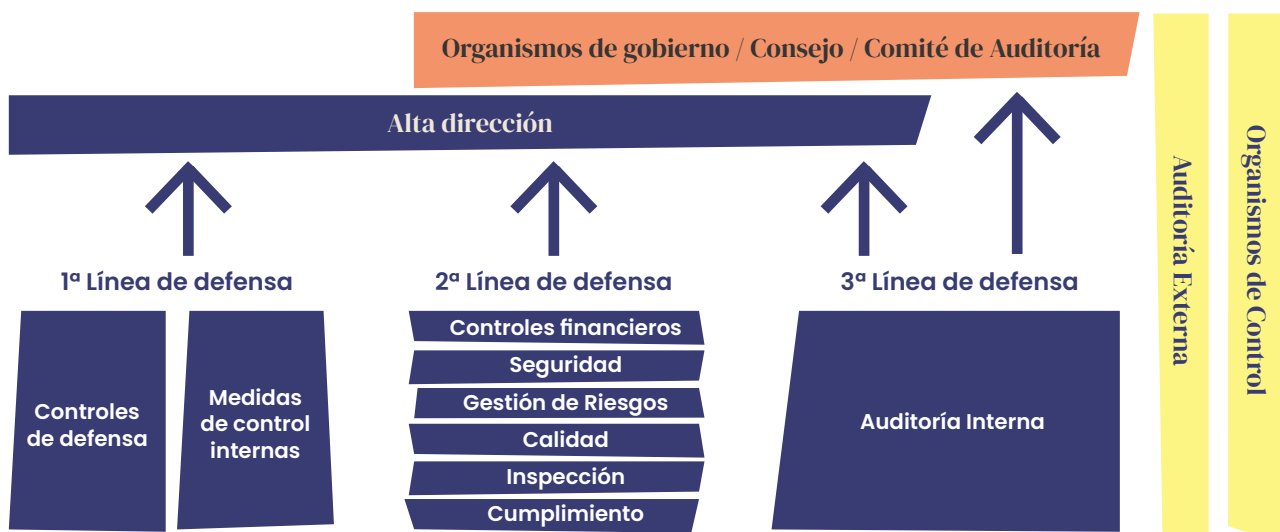 Organismos de gobierno / Consejo / Comité de Auditoría
Alta dirección
1ª Línea de defensa
Controles
de defensa
Medidas
de control
internas
2ª Línea de defensa
Controles financieros
Seguridad
Gestión de Riesgos
Calidad
Inspección
Cumplimiento
3ª Línea de defensa
Auditoría Interna
Auditoría Externa
Organismos de Control